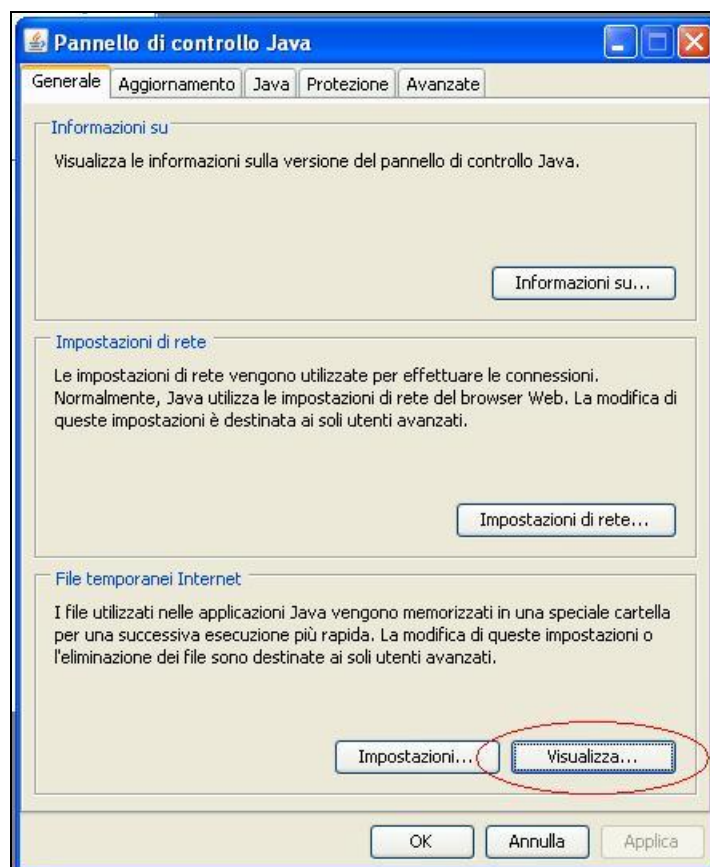 Pannello di controllo Java
Generale Aggiornamento Java Protezione Avanzate
Informazioni su
Visualizza le informazioni sulla versione del pannello di controllo Java.
Informazioni su...
Impostazioni di rete
Le impostazioni di rete vengono utilizzate per effettuare le connessioni.
Normalmente, Java utilizza le impostazioni di rete del browser Web. La modifica di
queste impostazioni è destinata ai soli utenti avanzati.
Impostazioni di rete...
File temporanei Internet
I file utilizzati nelle applicazioni Java vengono memorizzati in una speciale cartella
per una successiva esecuzione più rapida. La modifica di queste impostazioni o
l'eliminazione dei file sono destinate ai soli utenti avanzati.
Impostazioni... Visualizza...
OK Annulla Applica